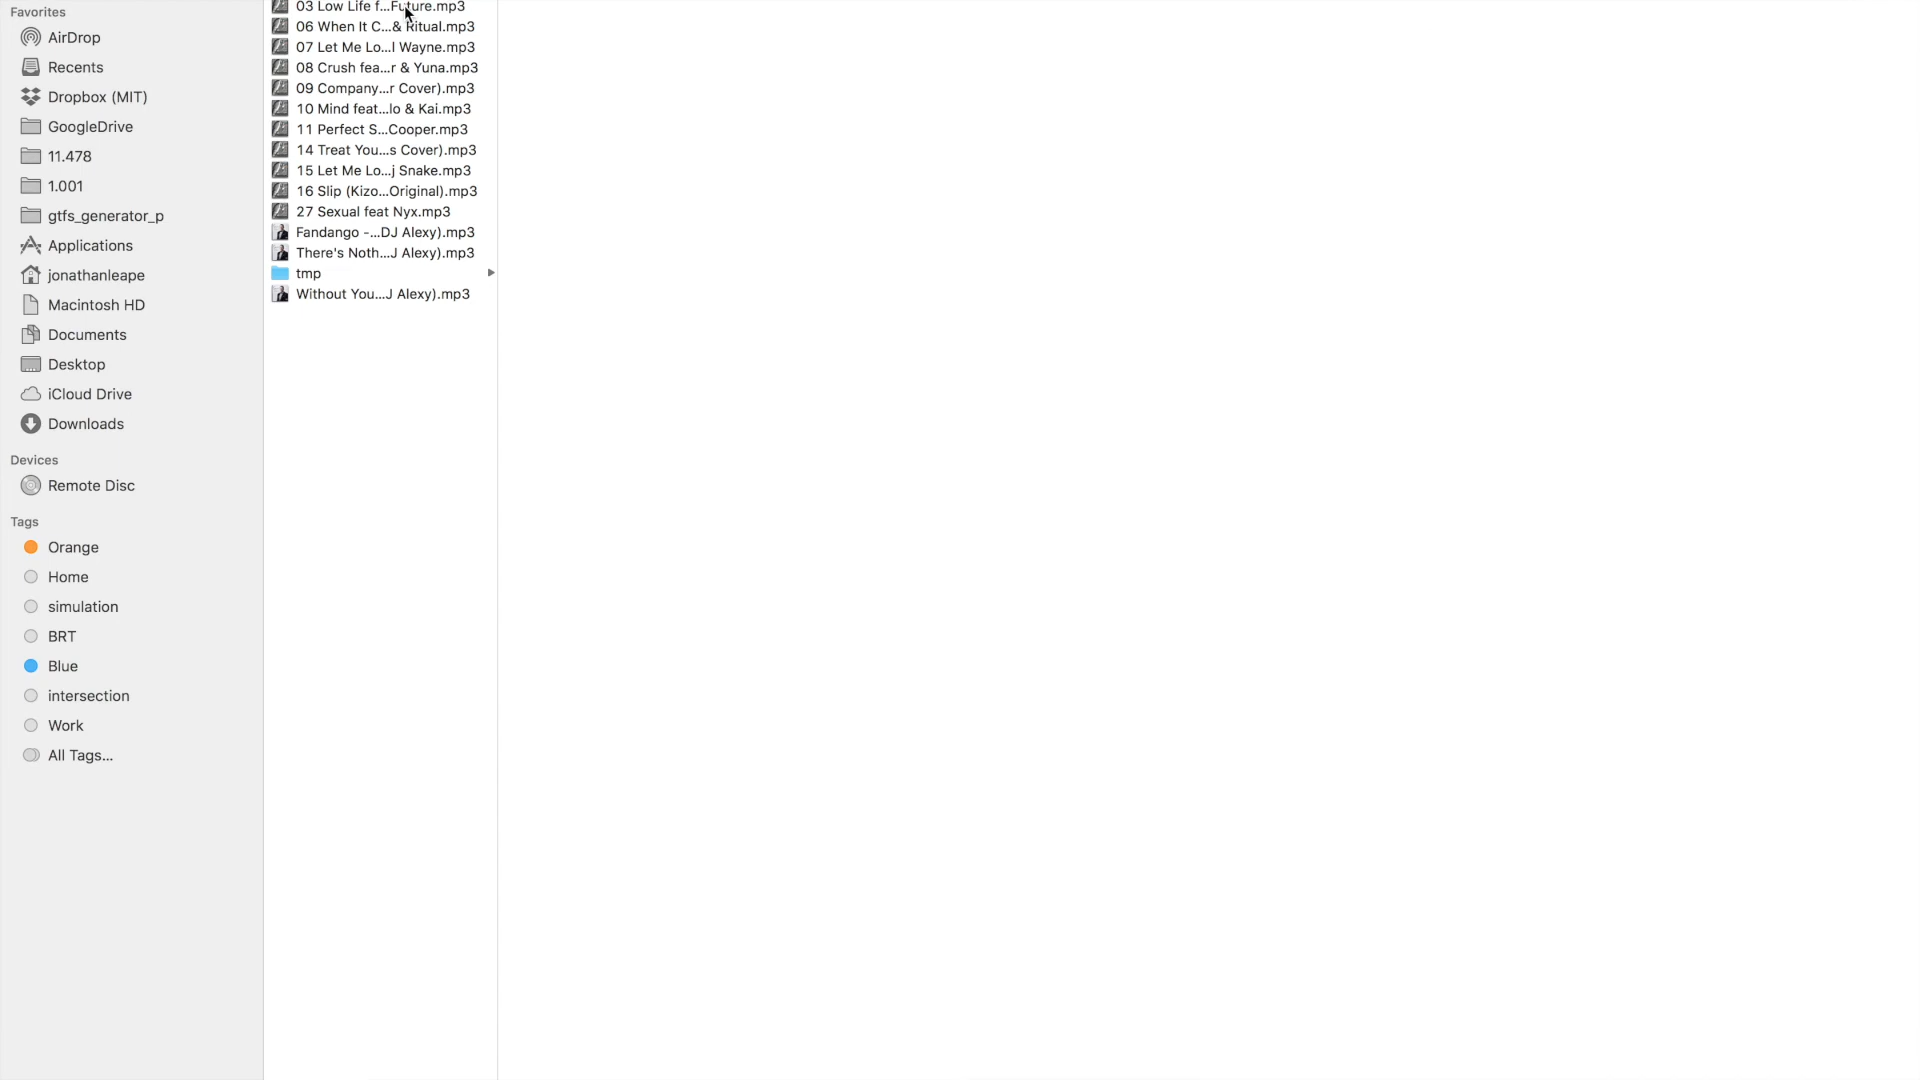 Favorites
AirDrop
Recents
Dropbox (MIT)
GoogleDrive
11.478
1.001
gtfs_generator_p
Applications
jonathanleape
Macintosh HD
Documents
Desktop
iCloud Drive
Downloads
Devices
Remote Disc
Tags
Orange
Home
simulation
BRT
Blue
intersection
Work
All Tags...
03 Low Life f...Future.mp3
06 When It C...& Ritual.mp3
07 Let Me Lo...l Wayne.mp3
08 Crush fea...r & Yuna.mp3
09 Company...r Cover).mp3
10 Mind feat...lo & Kai.mp3
11 Perfect S...Cooper.mp3
14 Treat You...s Cover).mp3
15 Let Me Lo...j Snake.mp3
16 Slip (Kizo...Original).mp3
27 Sexual feat Nyx.mp3
Fandango -...DJ Alexy).mp3
There's Noth...J Alexy).mp3
tmp
Without You...J Alexy).mp3